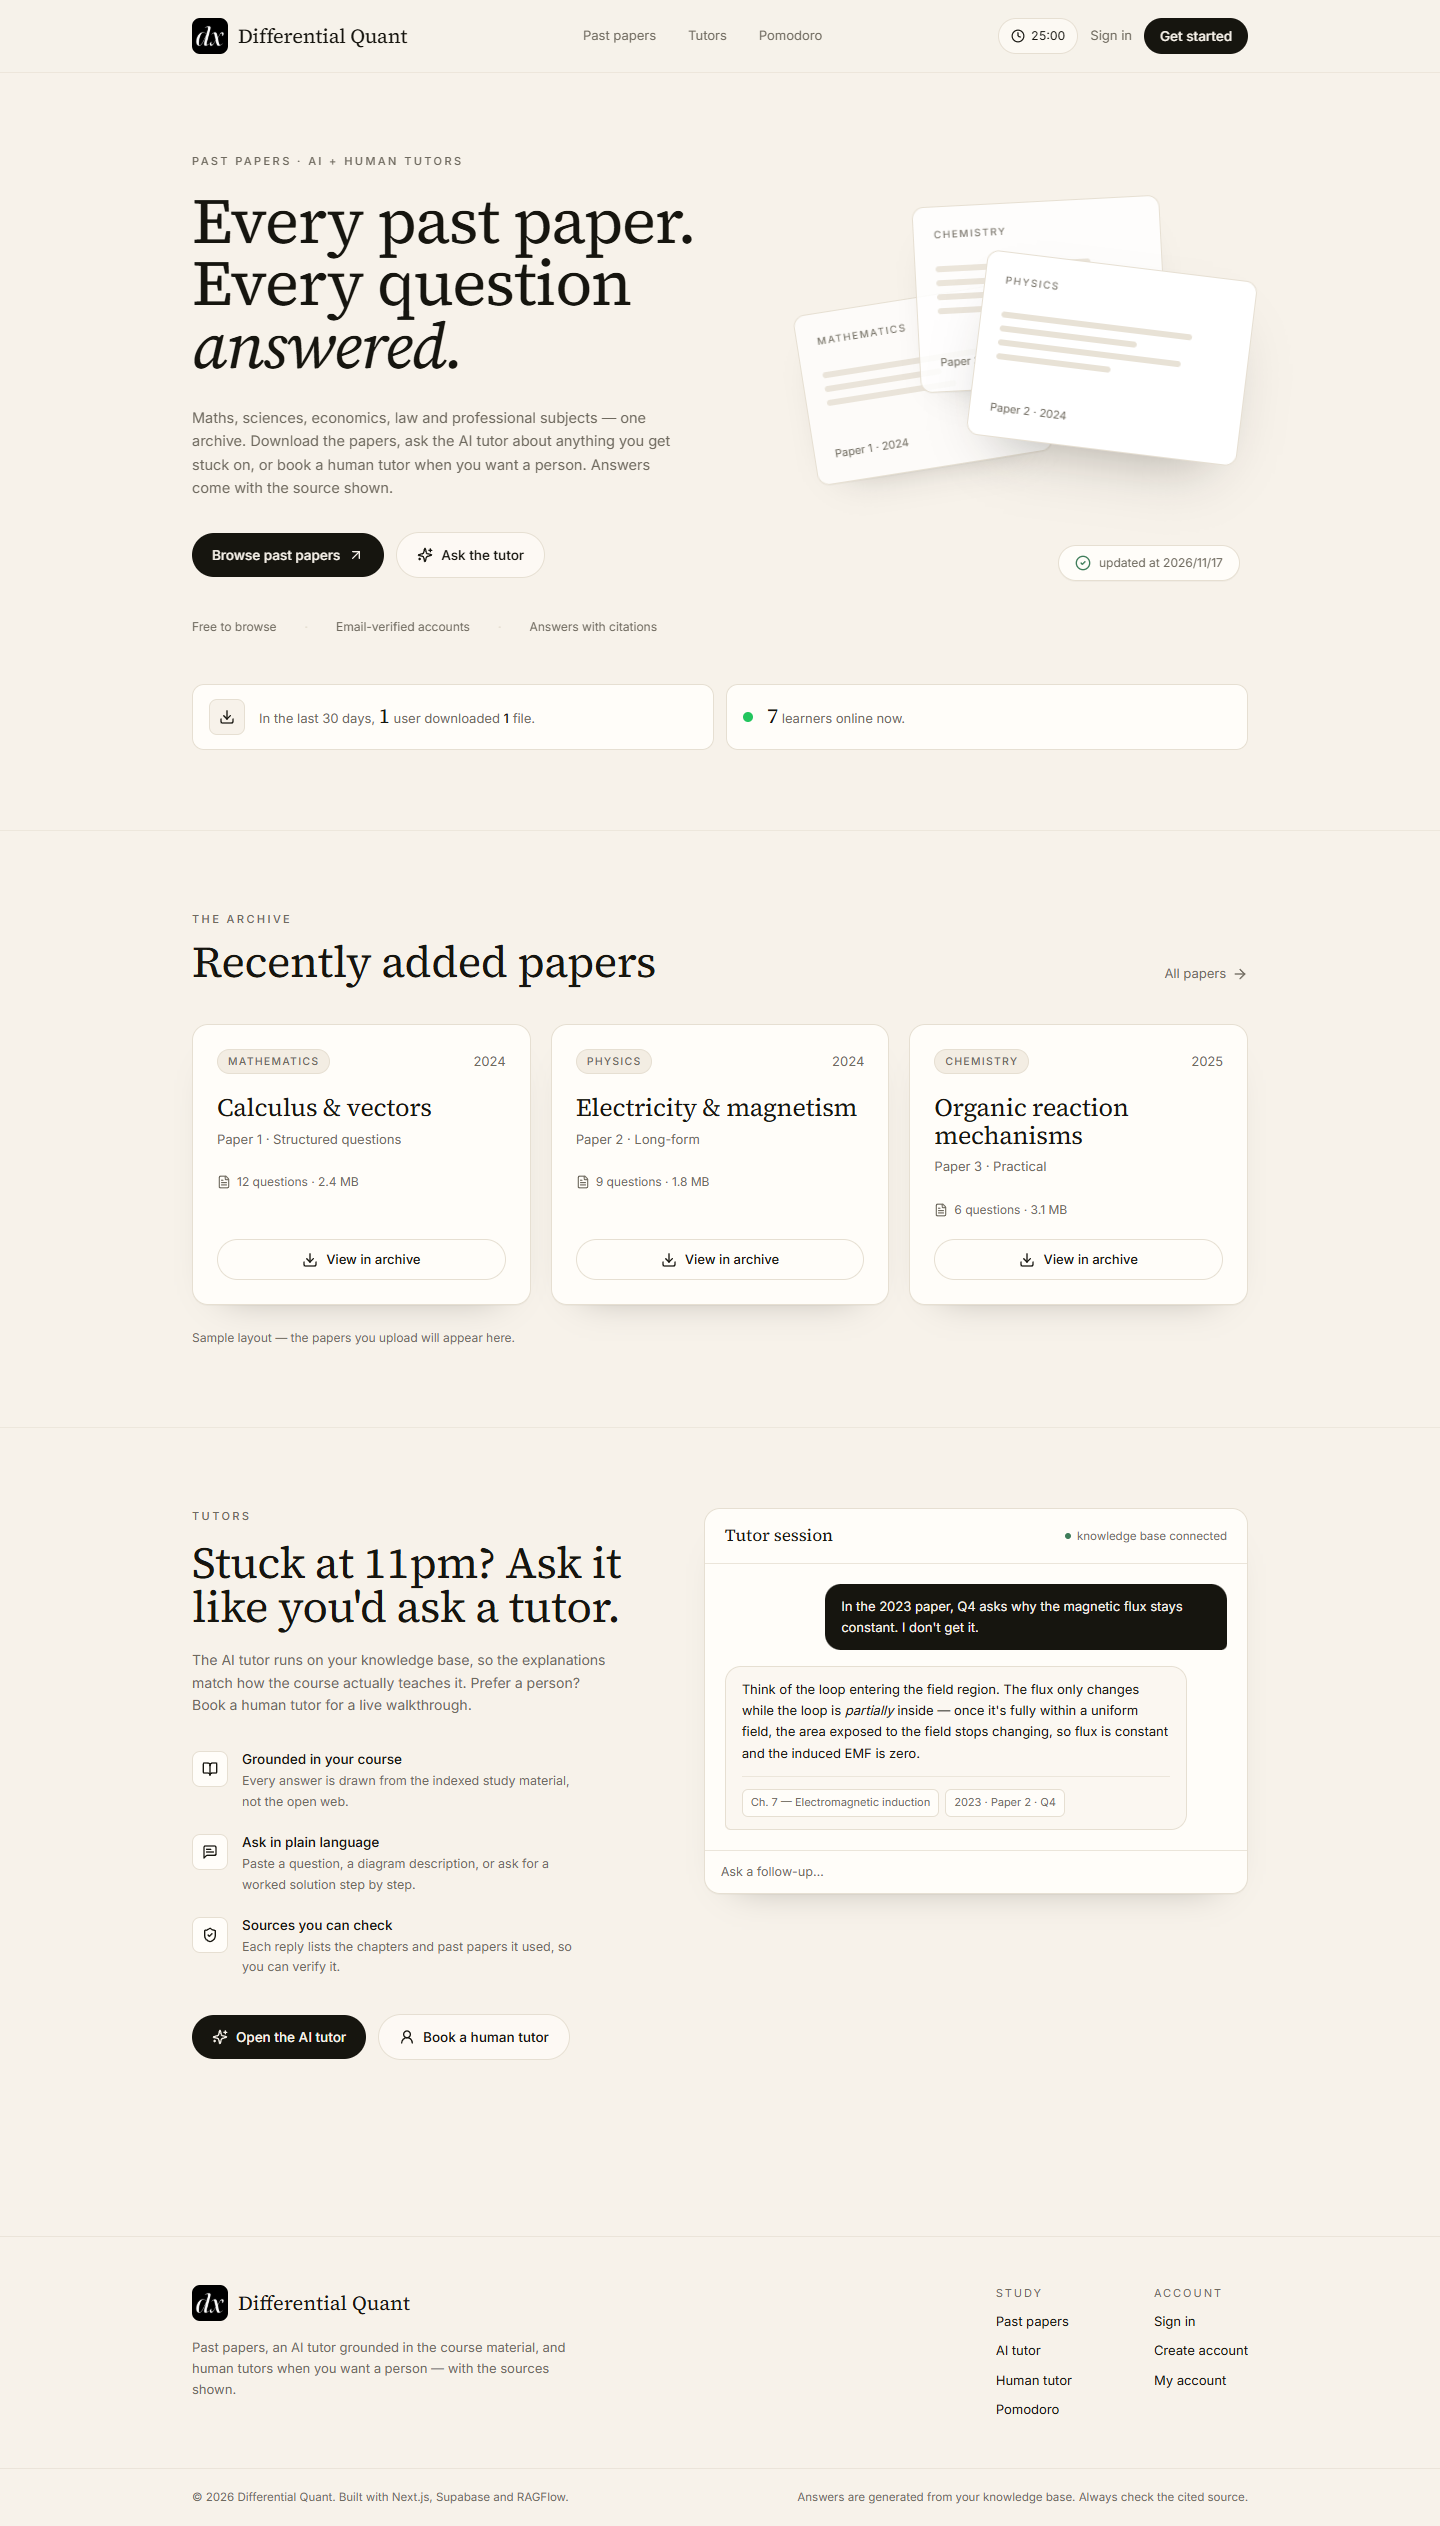 dx Differential Quant
Past papers
Tutors
Pomodoro
25:00
Sign in
Get started
PAST PAPERS · AI + HUMAN TUTORS
Every past paper.
Every question
answered.
Maths, sciences, economics, law and professional subjects — one
archive. Download the papers, ask the AI tutor about anything you get
stuck on, or book a human tutor when you want a person. Answers
come with the source shown.
Browse past papers
Ask the tutor
Free to browse · Email-verified accounts · Answers with citations
CHEMISTRY
Paper
MATHEMATICS
Paper 1 · 2024
PHYSICS
Paper 2 · 2024
updated at 2026/11/17
In the last 30 days, 1 user downloaded 1 file.
7 learners online now.
THE ARCHIVE
Recently added papers
All papers
MATHEMATICS
2024
Calculus & vectors
Paper 1 · Structured questions
12 questions · 2.4 MB
View in archive
PHYSICS
2024
Electricity & magnetism
Paper 2 · Long-form
9 questions · 1.8 MB
View in archive
CHEMISTRY
2025
Organic reaction
mechanisms
Paper 3 · Practical
6 questions · 3.1 MB
View in archive
Sample layout — the papers you upload will appear here.
TUTORS
Stuck at 11pm? Ask it
like you'd ask a tutor.
The AI tutor runs on your knowledge base, so the explanations
match how the course actually teaches it. Prefer a person?
Book a human tutor for a live walkthrough.
Grounded in your course
Every answer is drawn from the indexed study material,
not the open web.
Ask in plain language
Paste a question, a diagram description, or ask for a
worked solution step by step.
Sources you can check
Each reply lists the chapters and past papers it used, so
you can verify it.
Open the AI tutor
Book a human tutor
Tutor session
knowledge base connected
In the 2023 paper, Q4 asks why the magnetic flux stays
constant. I don't get it.
Think of the loop entering the field region. The flux only changes
while the loop is partially inside — once it's fully within a uniform
field, the area exposed to the field stops changing, so flux is constant
and the induced EMF is zero.
Ch. 7 — Electromagnetic induction
2023 · Paper 2 · Q4
Ask a follow-up...
dx Differential Quant
Past papers, an AI tutor grounded in the course material, and
human tutors when you want a person — with the sources
shown.
STUDY
Past papers
AI tutor
Human tutor
Pomodoro
ACCOUNT
Sign in
Create account
My account
© 2026 Differential Quant. Built with Next.js, Supabase and RAGFlow.
Answers are generated from your knowledge base. Always check the cited source.